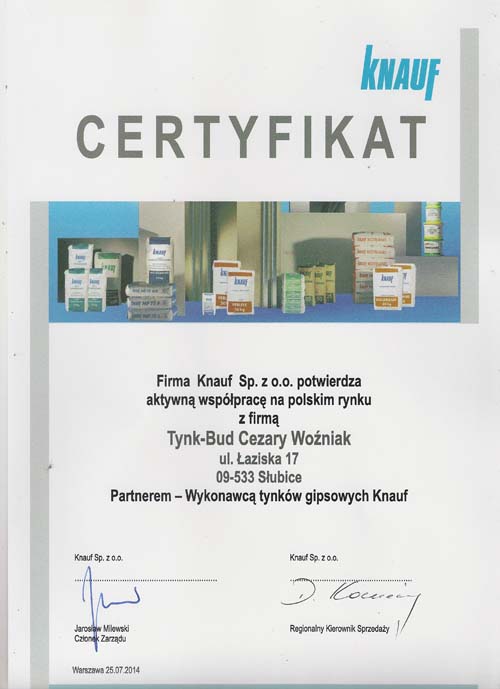 KNAUF
CERTYFIKAT
Firma Knauf Sp. z o.o. potwierdza
aktywną współpracę na polskim rynku
z firmą
Tynk-Bud Cezary Woźniak
ul. Łaziska 17
09-533 Słubice
Partnerem – Wykonawcą tynków gipsowych Knauf
Knauf Sp. z o.o.
Knauf Sp. z o.o.
Jarosław Milewski
Członek Zarządu
Regionalny Kierownik Sprzedaży
Warszawa 25.07.2014